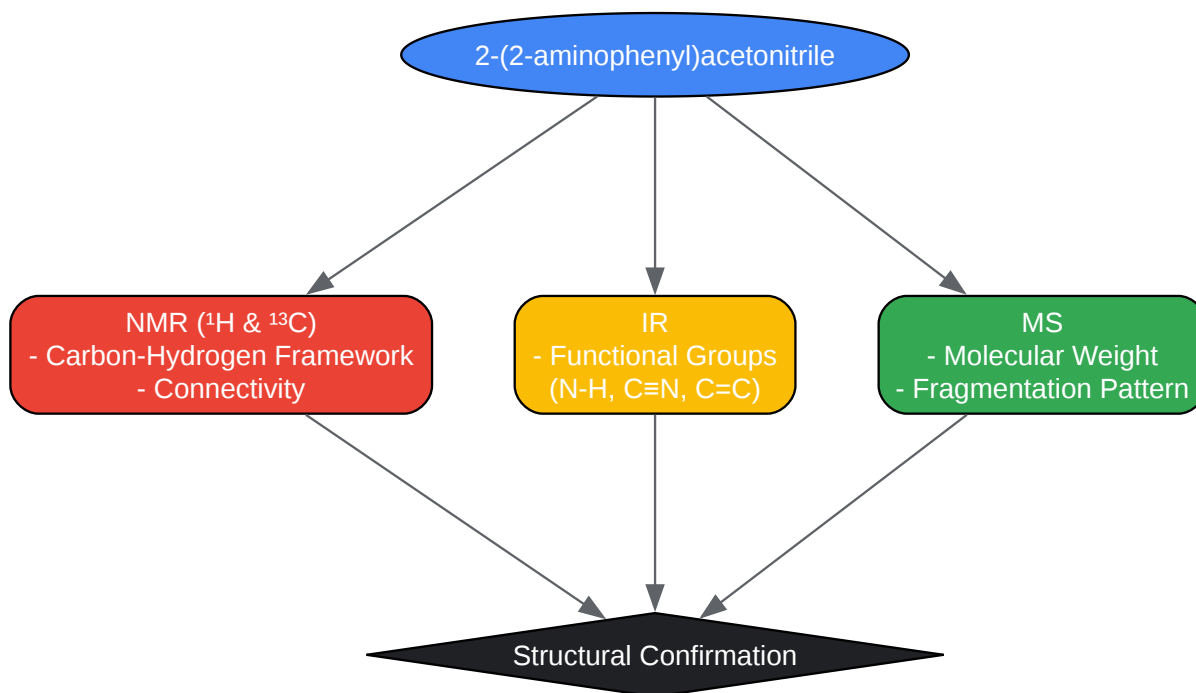 2-(2-aminophenyl)acetonitrile
NMR (¹H & ¹³C)
- Carbon-Hydrogen Framework
- Connectivity
IR
- Functional Groups
(N-H, C≡N, C=C)
MS
- Molecular Weight
- Fragmentation Pattern
Structural Confirmation